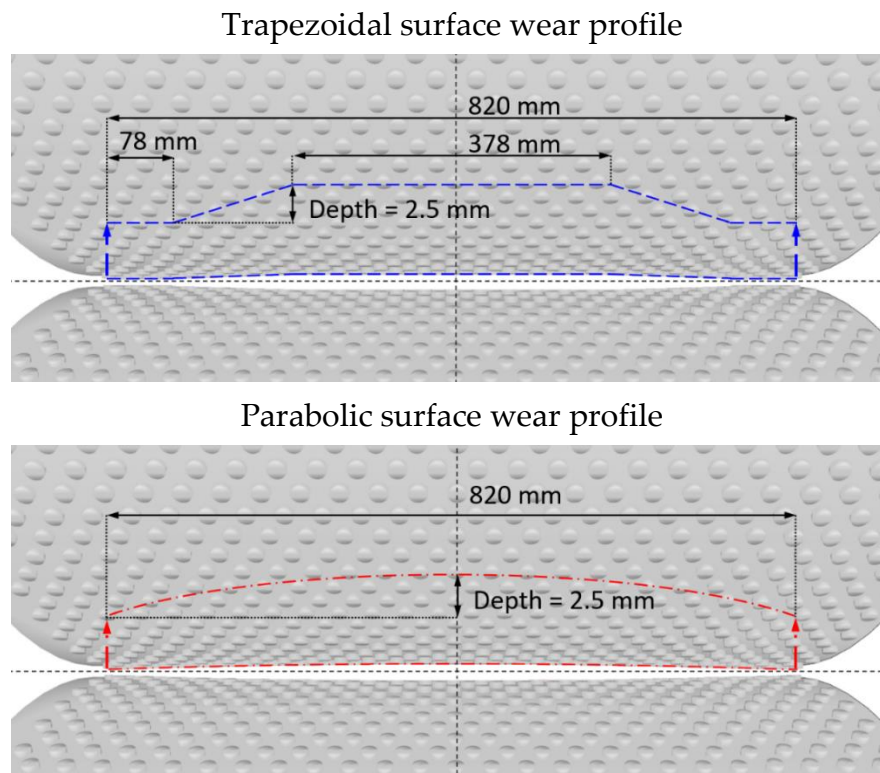 Trapezoidal surface wear profile
820 mm
78 mm
378 mm
Depth = 2.5 mm
Parabolic surface wear profile
820 mm
Depth = 2.5 mm